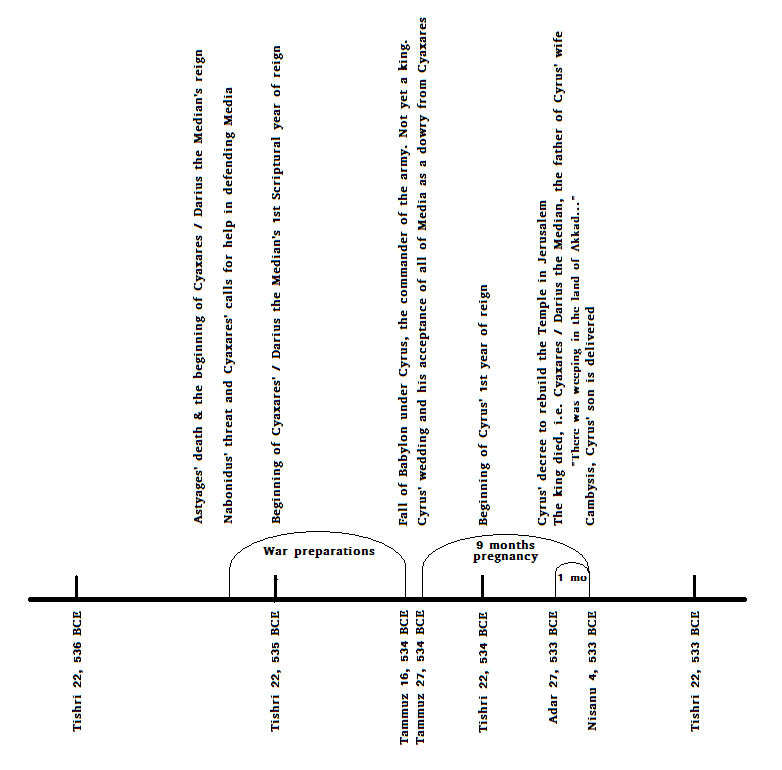 Astyages' death & the beginning of Cyaxares / Darius the Median's reign
Nabonidus' threat and Cyaxares' calls for help in defending Media
Beginning of Cyaxares' / Darius the Median's 1st Scriptural year of reign
Fall of Babylon under Cyrus, the commander of the army. Not yet a king.
Cyrus' wedding and his acceptance of all of Media as a dowry from Cyaxares
Beginning of Cyrus' 1st year of reign
Cyrus' decree to rebuild the Temple in Jerusalem
The king died, i.e. Cyaxares / Darius the Median, the father of Cyrus' wife
"There was weeping in the land of Akkad..."
Cambysis, Cyrus' son is delivered
War preparations
9 months
pregnancy
1 mo
Tishri 22, 536 BCE
Tishri 22, 535 BCE
Tammuz 16, 534 BCE
Tammuz 27, 534 BCE
Tishri 22, 534 BCE
Adar 27, 533 BCE
Nisanu 4, 533 BCE
Tishri 22, 533 BCE